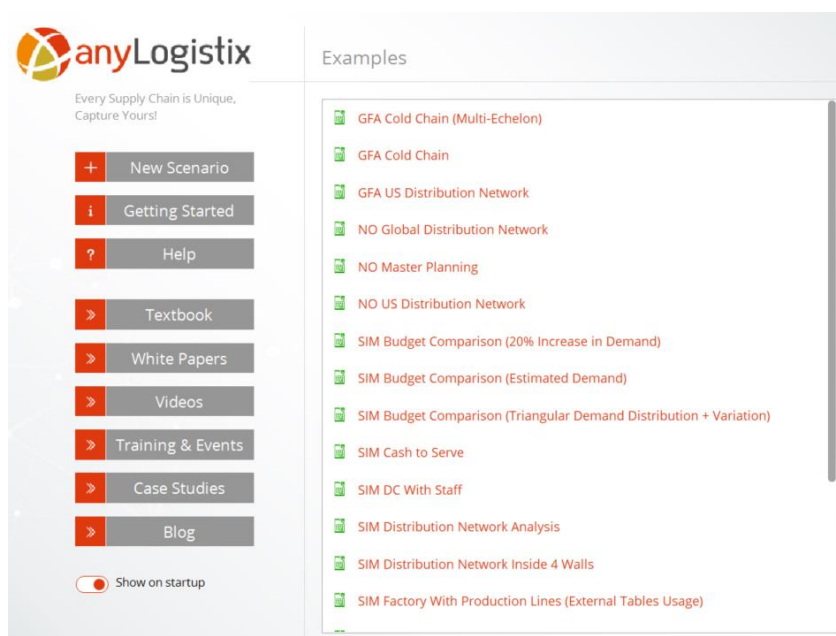 anyLogistix
Every Supply Chain is Unique,
Capture Yours!
+ New Scenario
i Getting Started
? Help
» Textbook
» White Papers
» Videos
» Training & Events
» Case Studies
» Blog
Show on startup
Examples
GFA Cold Chain (Multi-Echelon)
GFA Cold Chain
GFA US Distribution Network
NO Global Distribution Network
NO Master Planning
NO US Distribution Network
SIM Budget Comparison (20% Increase in Demand)
SIM Budget Comparison (Estimated Demand)
SIM Budget Comparison (Triangular Demand Distribution + Variation)
SIM Cash to Serve
SIM DC With Staff
SIM Distribution Network Analysis
SIM Distribution Network Inside 4 Walls
SIM Factory With Production Lines (External Tables Usage)